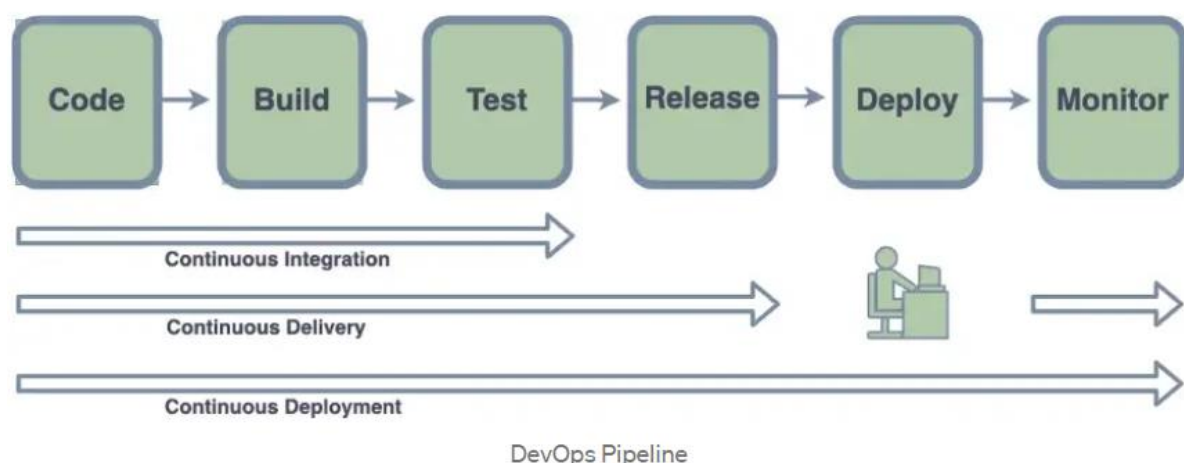 Code
Build
Test
Release
Deploy
Monitor
Continuous Integration
Continuous Delivery
Continuous Deployment
DevOps Pipeline